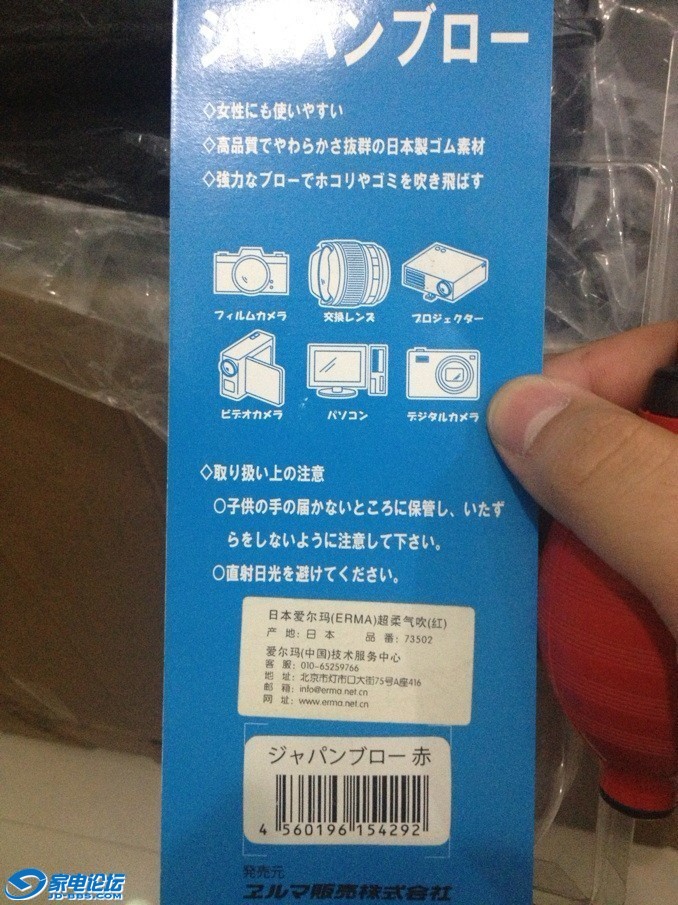 ジャパンブロー
◇女性にも使いやすい
◇高品質でやわらかさ抜群の日本製ゴム素材
◇強力なブローでホコリやゴミを吹き飛ばす
フィルムカメラ 交換レンズ プロジェクター
ビデオカメラ パソコン デジタルカメラ
◇取り扱い上の注意
○子供の手の届かないところに保管し、いたず
らをしないように注意して下さい。
○直射日光を避けてください。
日本爱尔玛(ERMA)超柔气吹(紅)
产 地: 日 本 品 番: 73502
爱尔玛(中国)技术服务中心
客 服: 010-65259766
地 址: 北京市灯市口大街75号A座416
邮 箱: info@erma.net.cn
网 址: www.erma.net.cn
ジャパンブロー 赤
4 560196 154292
発売元
ヱルマ販売株式会社
家电论坛
JD-BBS.COM